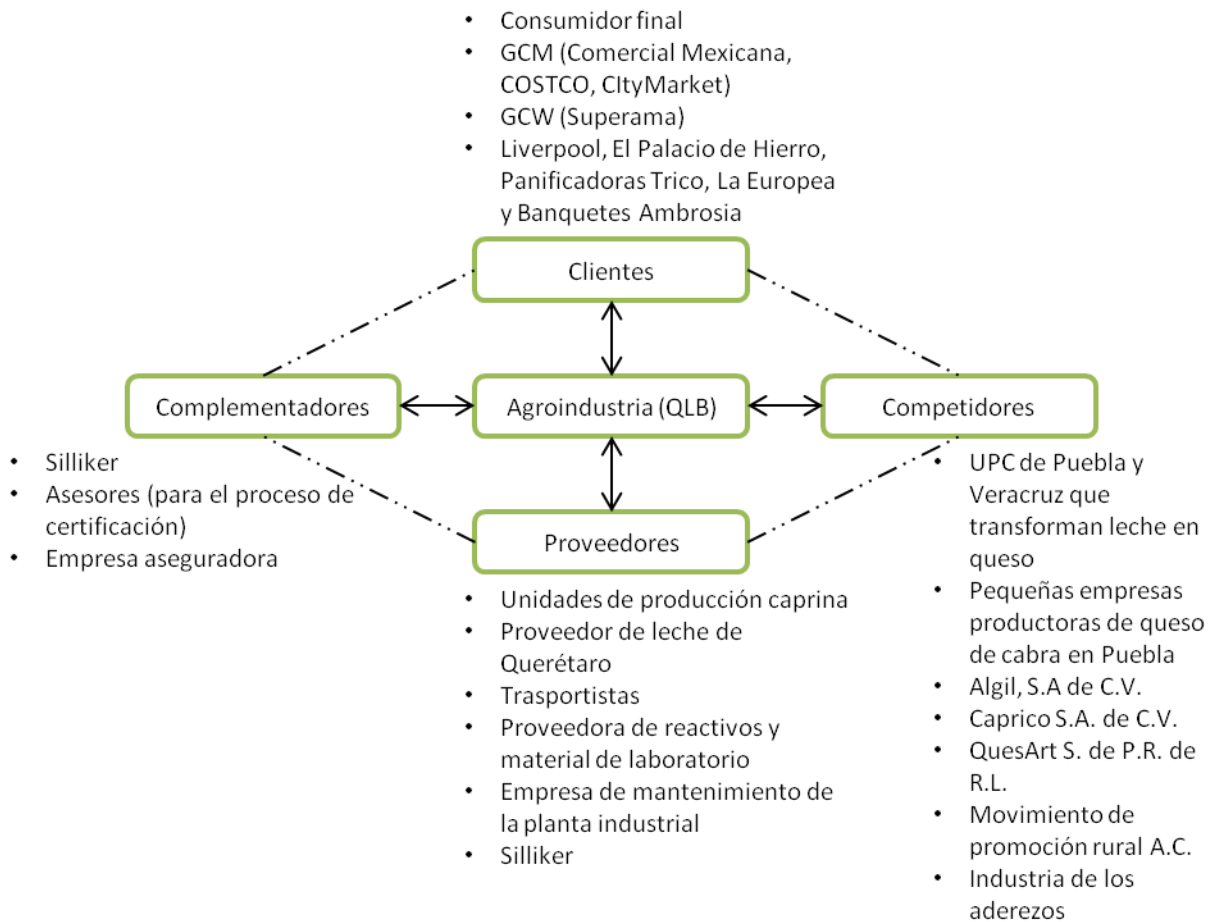 • Consumidor final
• GCM (Comercial Mexicana,
COSTCO, CItyMarket)
• GCW (Superama)
• Liverpool, El Palacio de Hierro,
Panificadoras Trico, La Europea
y Banquetes Ambrosia
Clientes
Complementadores
Agroindustria (QLB)
Competidores
• Silliker
• Asesores (para el proceso de
certificación)
• Empresa aseguradora
Proveedores
• Unidades de producción caprina
• Proveedor de leche de
Querétaro
• Trasportistas
• Proveedora de reactivos y
material de laboratorio
• Empresa de mantenimiento de
la planta industrial
• Silliker
• UPC de Puebla y
Veracruz que
transforman leche en
queso
• Pequeñas empresas
productoras de queso
de cabra en Puebla
• Algil, S.A de C.V.
• Caprico S.A. de C.V.
• QuesArt S. de P.R. de
R.L.
• Movimiento de
promoción rural A.C.
• Industria de los
aderezos